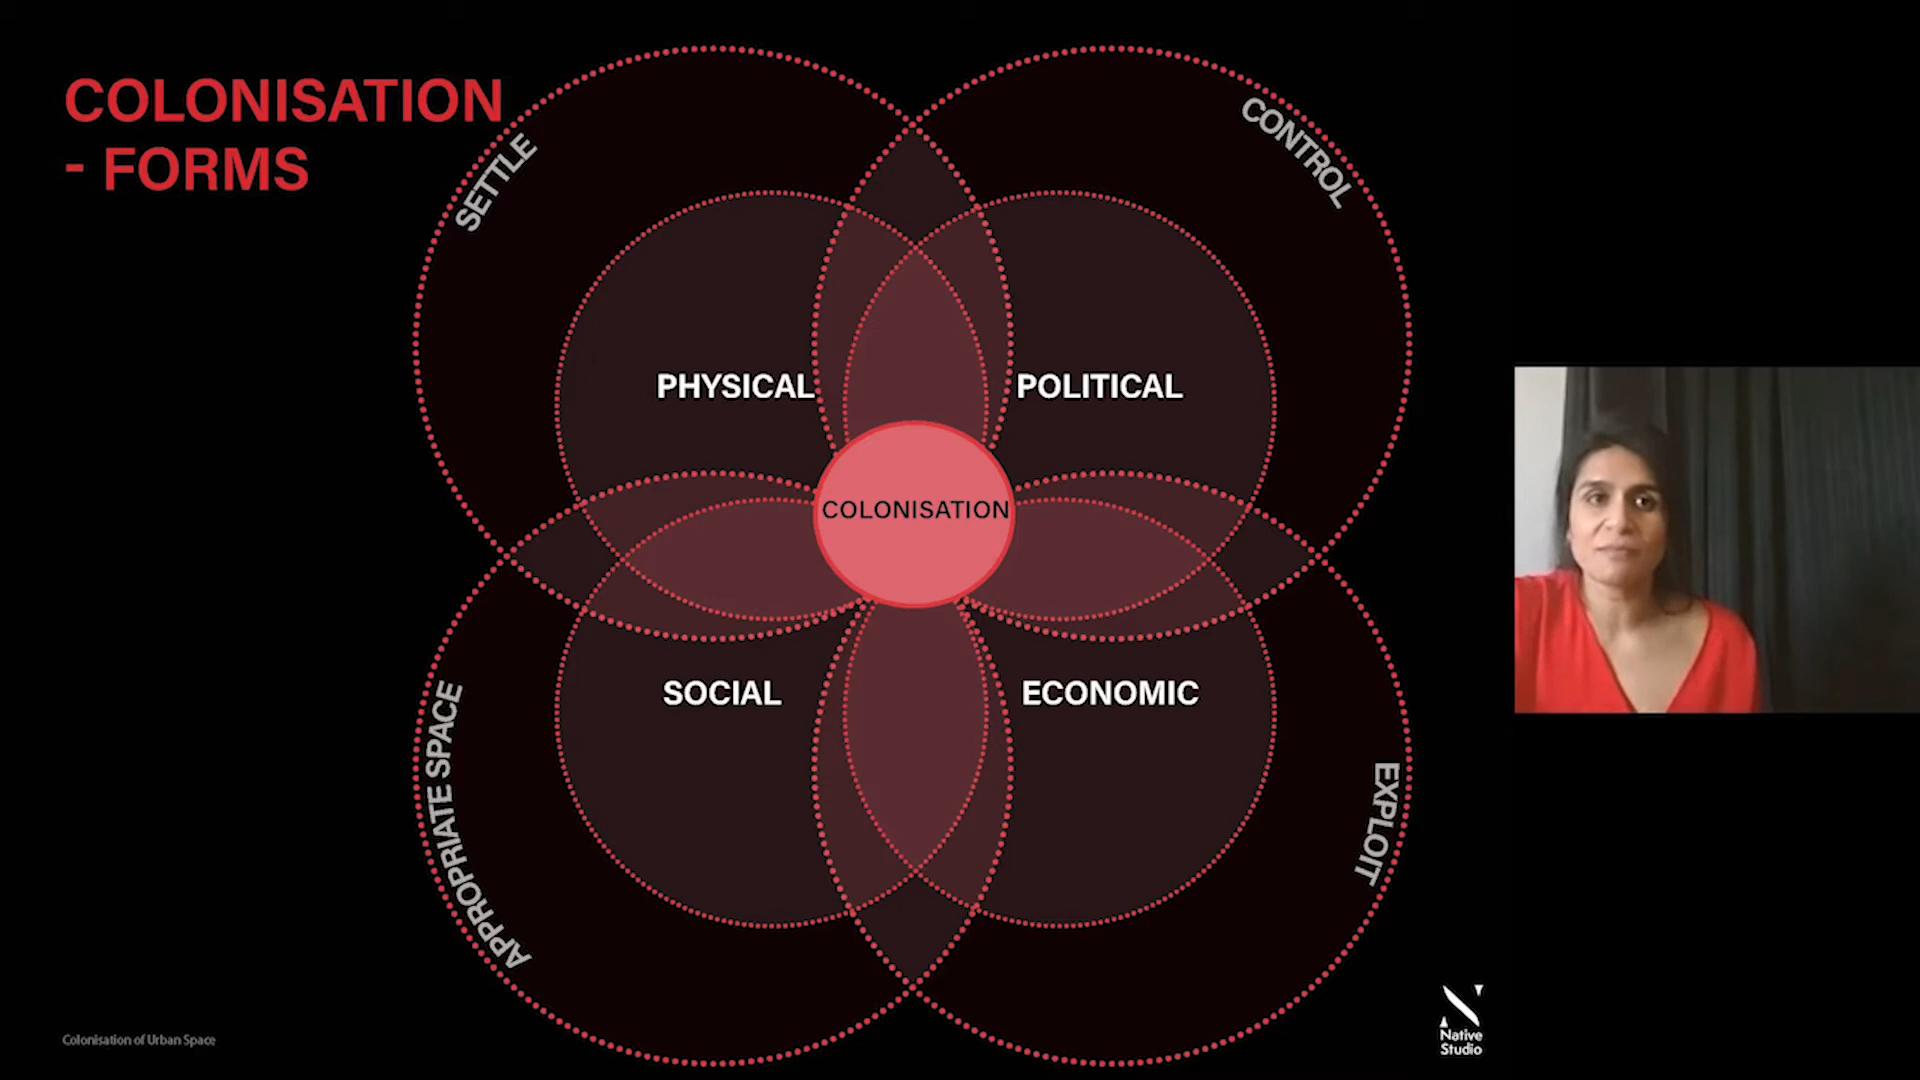 COLONISATION
- FORMS
SETTLE
CONTROL
PHYSICAL
POLITICAL
COLONISATION
SOCIAL
ECONOMIC
APPROPRIATE SPACE
EXPLOIT
Colonisation of Urban Space
Native
Studio